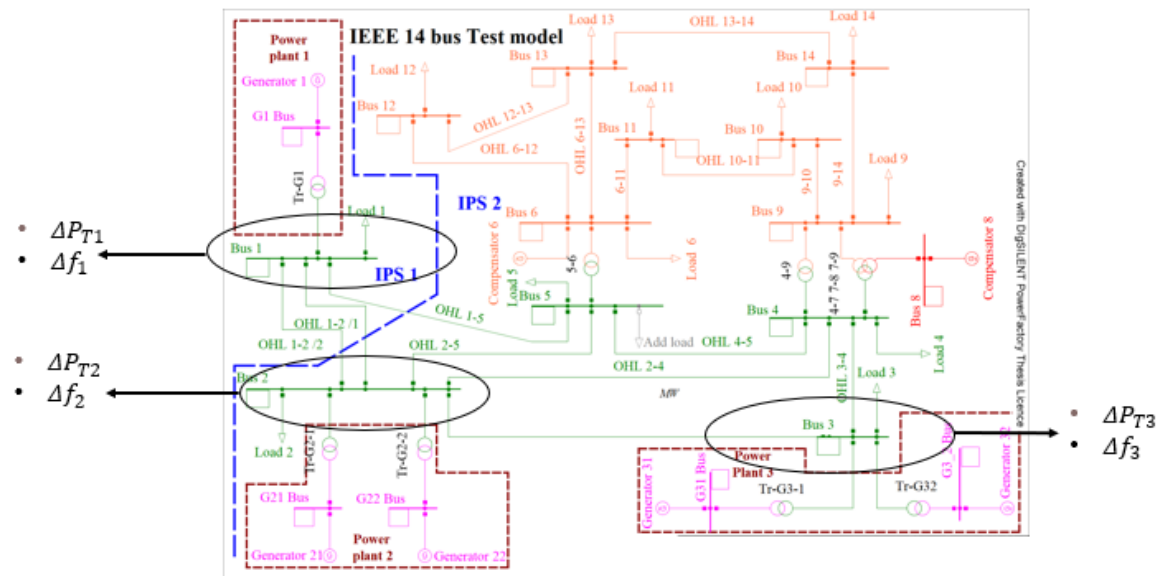 IEEE 14 bus Test model
Power
plant 1
Generator 1
G1 Bus
Tr-G1
Load 1
Bus 1
IPS 1
IPS 2
• ΔP_T1
• Δf_1
Load 12
Bus 12
OHL 12-13
OHL 6-12
Load 13
Bus 13
OHL 13-14
OHL 6-13
Load 14
Bus 14
Load 11
Bus 11
Load 10
Bus 10
OHL 10-11
6-11
9-10
9-14
Load 9
Bus 6
Bus 9
Compensator 6
5-6
Load 6
4-9
4-7 7-8 7-9
Compensator 8
Bus 8
Load 5
Bus 5
Bus 4
OHL 1-5
OHL 1-2 /1
OHL 1-2 /2
OHL 2-5
Add load
OHL 4-5
OHL 2-4
OHL 3-4
Load 4
Load 3
MW
• ΔP_T2
• Δf_2
Bus 2
Load 2
Tr-G2-1
Tr-G2-2
G21 Bus
G22 Bus
Generator 21
Generator 22
Power
plant 2
Bus 3
Power
Plant 3
Tr-G3-1
Tr-G32
G31 Bus
Generator 31
Generator 32
• ΔP_T3
• Δf_3
Created with DIgSILENT PowerFactory Thesis Licence